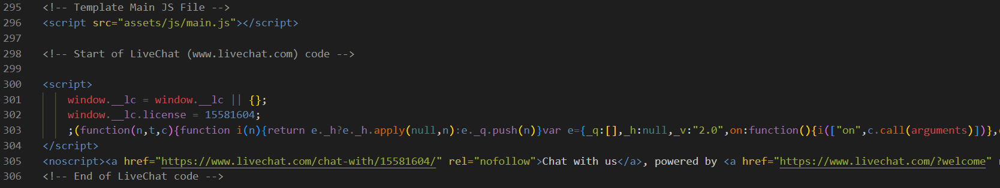 295 <!-- Template Main JS File -->
296 <script src="assets/js/main.js"></script>
297
298 <!-- Start of LiveChat (www.livechat.com) code -->
299
300 <script>
301 window.__lc = window.__lc || {};
302 window.__lc.license = 15581604;
303 ;(function(n,t,c){function i(n){return e._h?e._h.apply(null,n):e._q.push(n)}var e={_q:[],_h:null,_v:"2.0",on:function(){i(["on",c.call(arguments)])},
304 </script>
305 <noscript><a href="https://www.livechat.com/chat-with/15581604/" rel="nofollow">Chat with us</a>, powered by <a href="https://www.livechat.com/?welcome"
306 <!-- End of LiveChat code -->